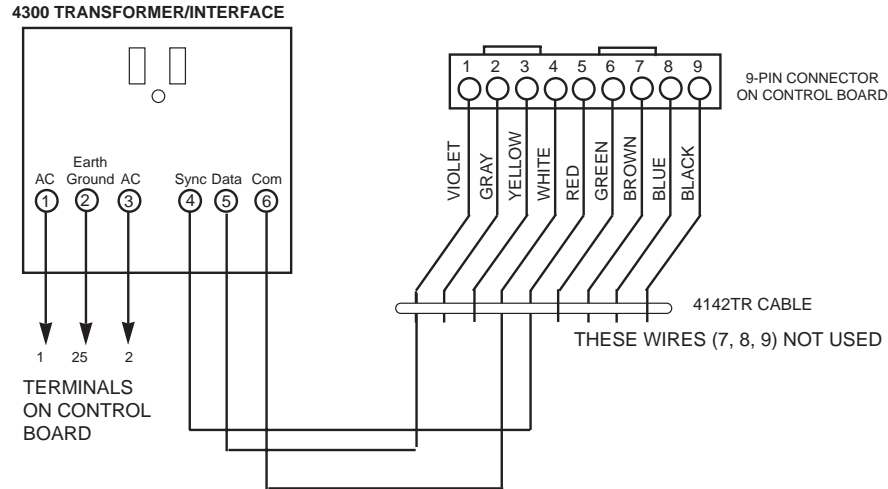 4300 TRANSFORMER/INTERFACE
AC
Earth
Ground
AC
Sync
Data
Com
1
2
3
4
5
6
1
25
2
TERMINALS
ON CONTROL
BOARD
1 2 3 4 5 6 7 8 9
9-PIN CONNECTOR
ON CONTROL BOARD
VIOLET
GRAY
YELLOW
WHITE
RED
GREEN
BROWN
BLUE
BLACK
4142TR CABLE
THESE WIRES (7, 8, 9) NOT USED